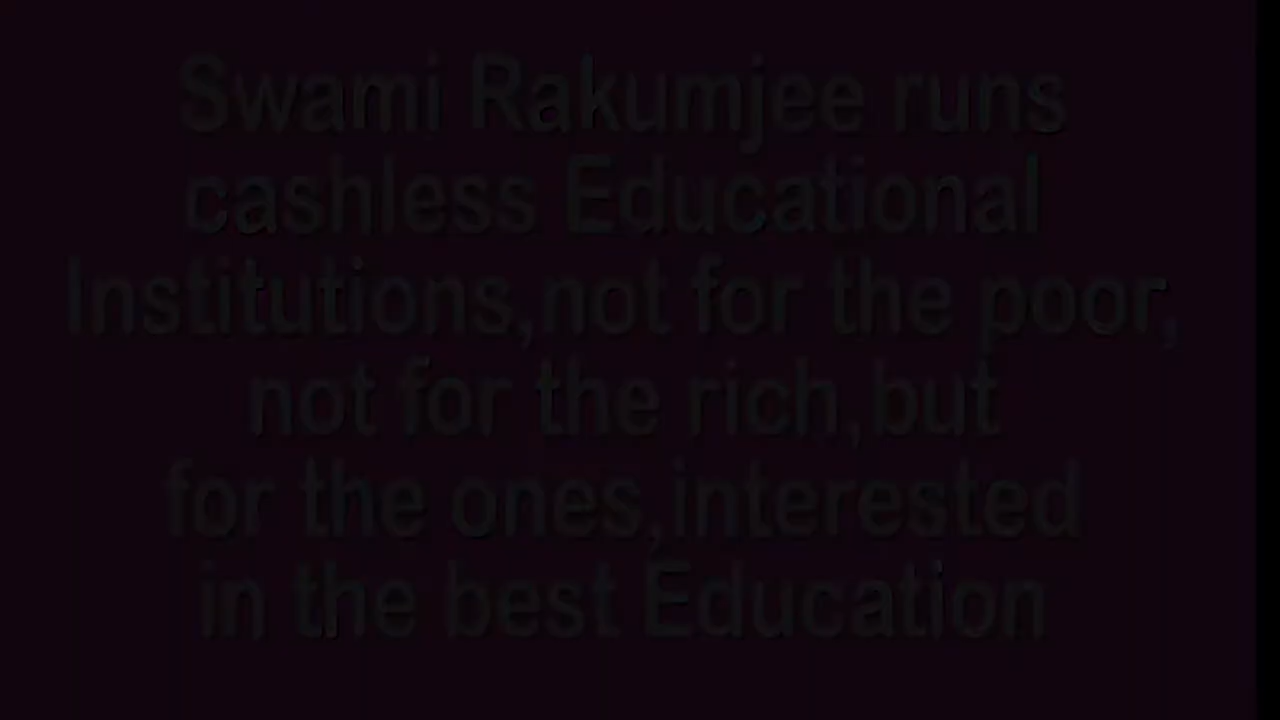 Swami Rakumjee runs
cashless Educational
Institutions,not for the poor,
not for the rich,but
for the ones,interested
in the best Education